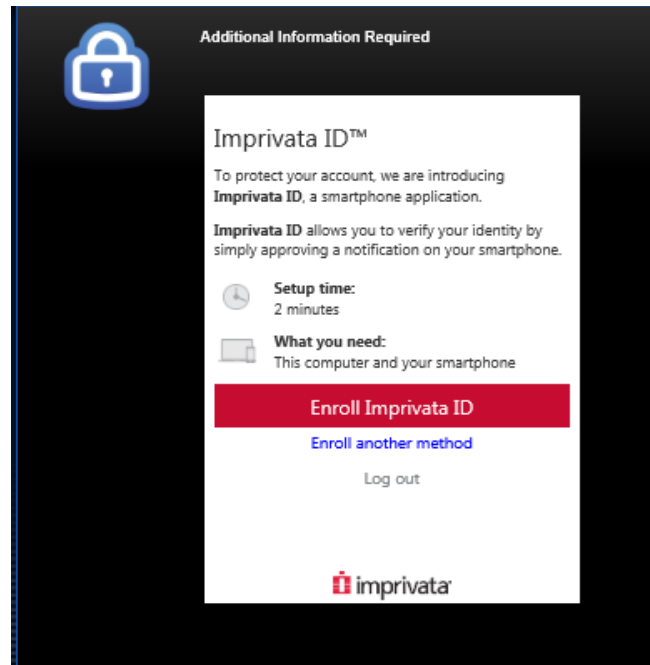 Additional Information Required
Imprivata ID™
To protect your account, we are introducing
Imprivata ID, a smartphone application.
Imprivata ID allows you to verify your identity by
simply approving a notification on your smartphone.
Setup time:
2 minutes
What you need:
This computer and your smartphone
Enroll Imprivata ID
Enroll another method
Log out
imprivata